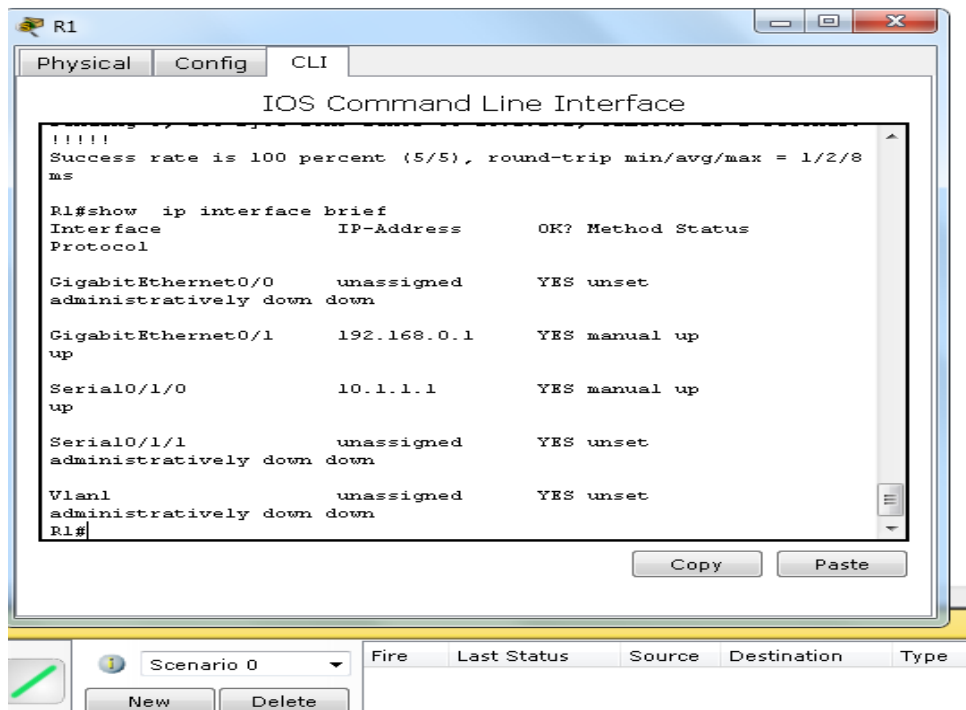 R1
Physical Config CLI
IOS Command Line Interface
!!!!!
Success rate is 100 percent (5/5), round-trip min/avg/max = 1/2/8
ms
R1#show  ip interface brief
Interface IP-Address OK? Method Status
Protocol
GigabitEthernet0/0 unassigned YES unset
administratively down down
GigabitEthernet0/1 192.168.0.1 YES manual up
up
Serial0/1/0 10.1.1.1 YES manual up
up
Serial0/1/1 unassigned YES unset
administratively down down
Vlan1 unassigned YES unset
administratively down down
R1#
Copy Paste
Scenario 0
Fire Last Status Source Destination Type
New Delete